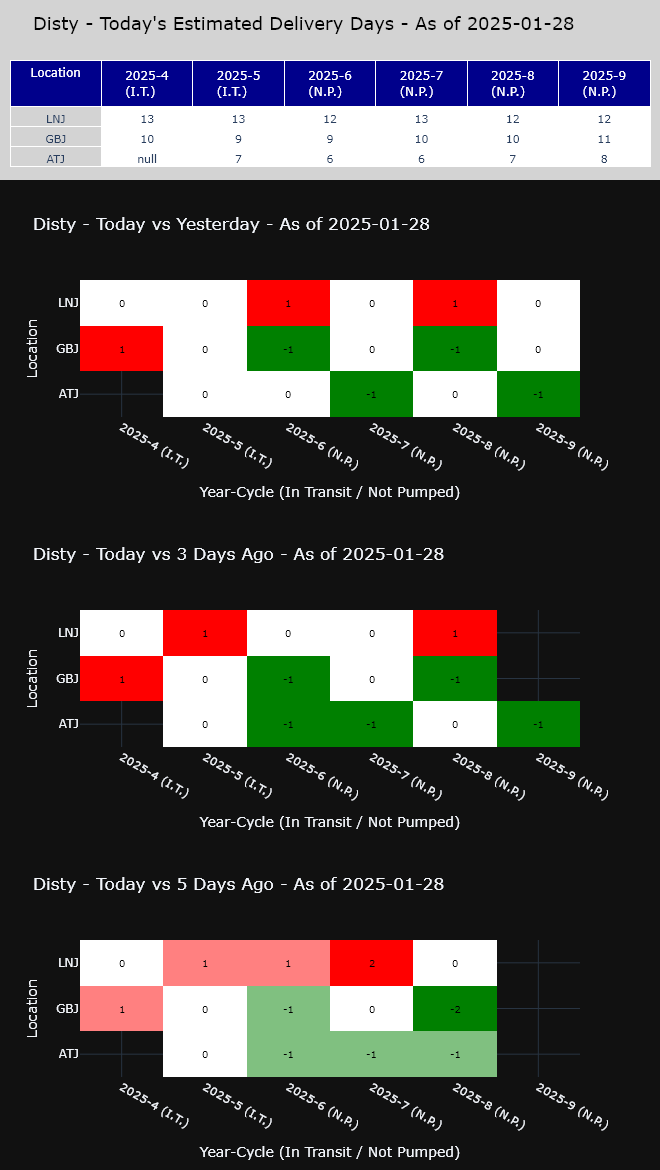 Disty - Today's Estimated Delivery Days - As of 2025-01-28
Location 2025-4 (I.T.) 2025-5 (I.T.) 2025-6 (N.P.) 2025-7 (N.P.) 2025-8 (N.P.) 2025-9 (N.P.)
LNJ 13 13 12 13 12 12
GBJ 10 9 9 10 10 11
ATJ null 7 6 6 7 8
Disty - Today vs Yesterday - As of 2025-01-28
Location
LNJ 0 0 1 0 1 0
GBJ 1 0 -1 0 -1 0
ATJ 0 0 -1 0 -1
2025-4 (I.T.) 2025-5 (I.T.) 2025-6 (N.P.) 2025-7 (N.P.) 2025-8 (N.P.) 2025-9 (N.P.)
Year-Cycle (In Transit / Not Pumped)
Disty - Today vs 3 Days Ago - As of 2025-01-28
Location
LNJ 0 1 0 0 1
GBJ 1 0 -1 0 -1
ATJ 0 -1 -1 0 -1
2025-4 (I.T.) 2025-5 (I.T.) 2025-6 (N.P.) 2025-7 (N.P.) 2025-8 (N.P.) 2025-9 (N.P.)
Year-Cycle (In Transit / Not Pumped)
Disty - Today vs 5 Days Ago - As of 2025-01-28
Location
LNJ 0 1 1 2 0
GBJ 1 0 -1 0 -2
ATJ 0 -1 -1 -1
2025-4 (I.T.) 2025-5 (I.T.) 2025-6 (N.P.) 2025-7 (N.P.) 2025-8 (N.P.) 2025-9 (N.P.)
Year-Cycle (In Transit / Not Pumped)